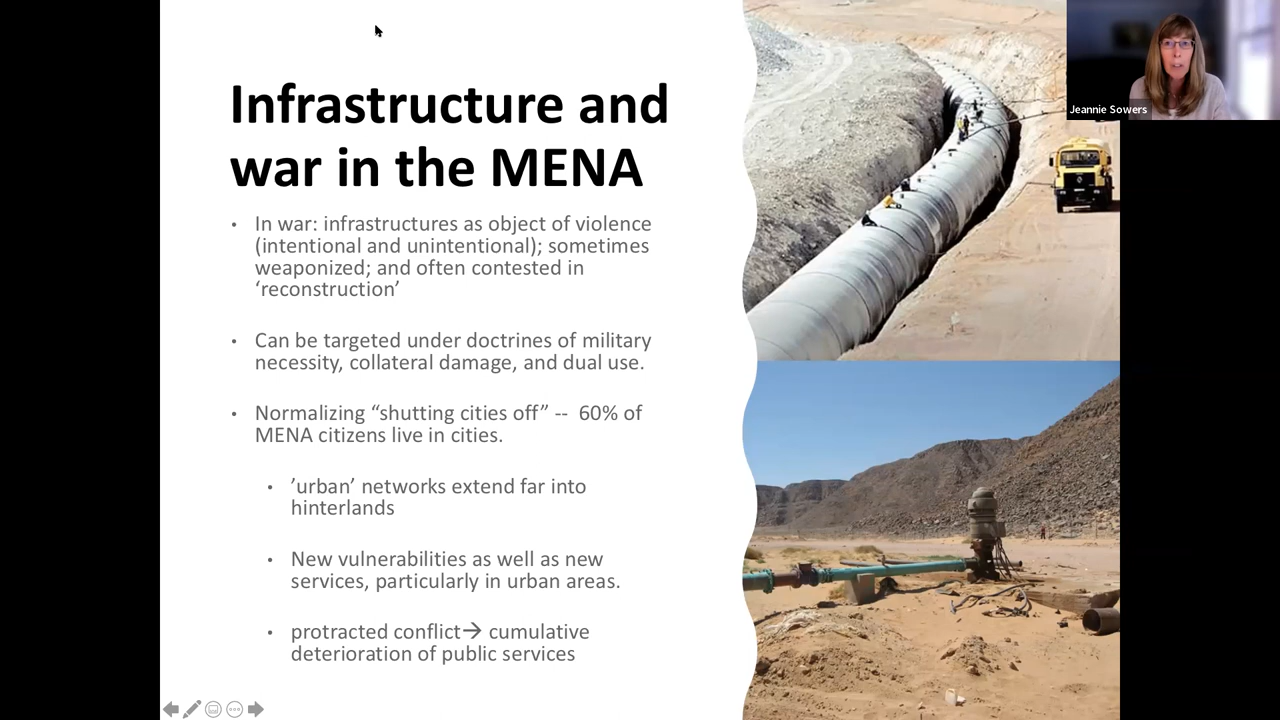 Infrastructure and
war in the MENA
• In war: infrastructures as object of violence
(intentional and unintentional); sometimes
weaponized; and often contested in
‘reconstruction’
• Can be targeted under doctrines of military
necessity, collateral damage, and dual use.
• Normalizing “shutting cities off” -- 60% of
MENA citizens live in cities.
• ’urban’ networks extend far into
hinterlands
• New vulnerabilities as well as new
services, particularly in urban areas.
• protracted conflict→ cumulative
deterioration of public services
Jeannie Sowers